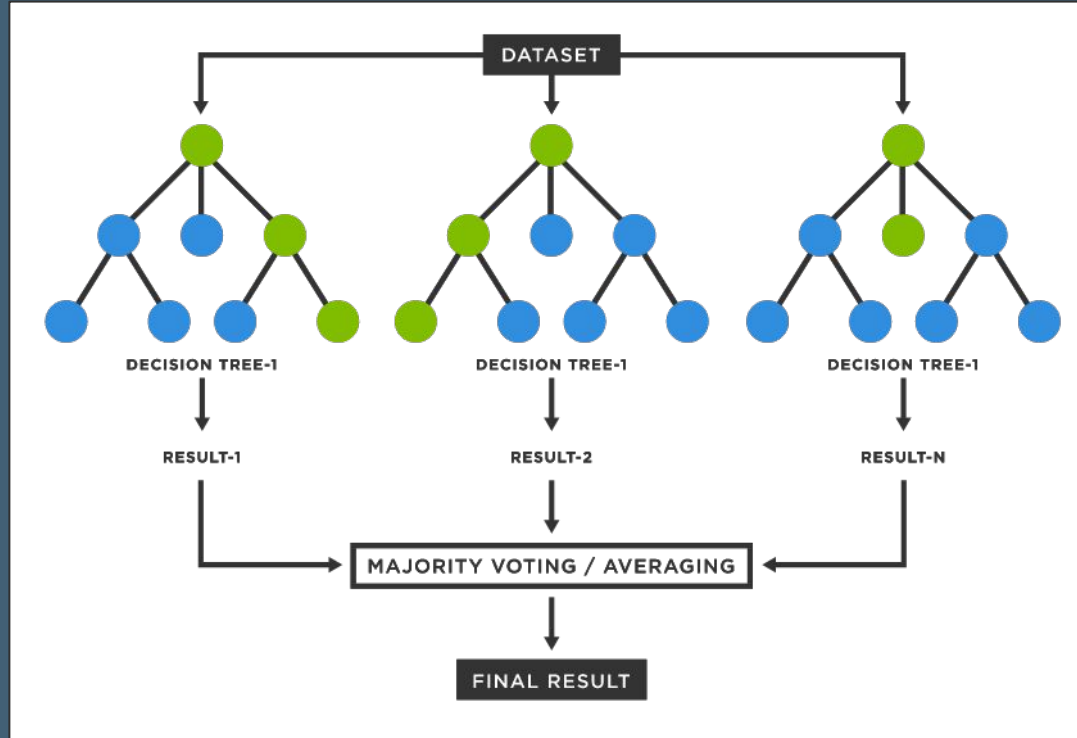 DATASET
DECISION TREE-1
DECISION TREE-1
DECISION TREE-1
RESULT-1
RESULT-2
RESULT-N
MAJORITY VOTING / AVERAGING
FINAL RESULT